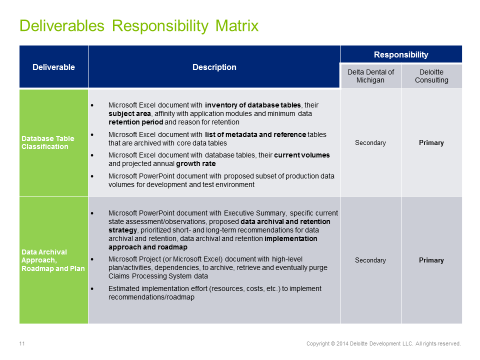 Deliverables Responsibility Matrix
Deliverable
Description
Responsibility
Delta Dental of
Michigan
Deloitte
Consulting
Database Table
Classification
• Microsoft Excel document with inventory of database tables, their
subject area, affinity with application modules and minimum data
retention period and reason for retention
• Microsoft Excel document with list of metadata and reference tables
that are archived with core data tables
• Microsoft Excel document with database tables, their current volumes
and projected annual growth rate
• Microsoft PowerPoint document with proposed subset of production data
volumes for development and test environment
Secondary
Primary
Data Archival
Approach,
Roadmap and Plan
• Microsoft PowerPoint document with Executive Summary, specific current
state assessment/observations, proposed data archival and retention
strategy, prioritized short- and long-term recommendations for data
archival and retention, data archival and retention implementation
approach and roadmap
• Microsoft Project (or Microsoft Excel) document with high-level
plan/activities, dependencies, to archive, retrieve and eventually purge
Claims Processing System data
• Estimated implementation effort (resources, costs, etc.) to implement
recommendations/roadmap
Secondary
Primary
11
Copyright © 2014 Deloitte Development LLC. All rights reserved.